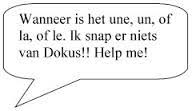 Wanneer is het une, un, of
la, of le. Ik snap er niets
van Dokus!! Help me!